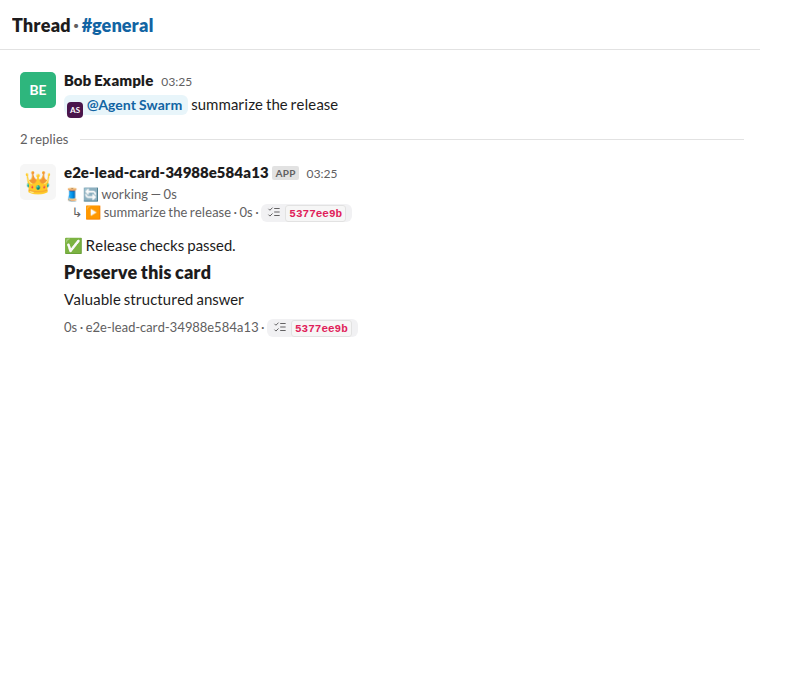 Thread • #general
BE
Bob Example 03:25
AS @Agent Swarm summarize the release
2 replies
e2e-lead-card-34988e584a13 APP 03:25
🧵 🔄 working — 0s
↳ ▶️ summarize the release · 0s · 5377ee9b
✅ Release checks passed.
Preserve this card
Valuable structured answer
0s · e2e-lead-card-34988e584a13 · 5377ee9b